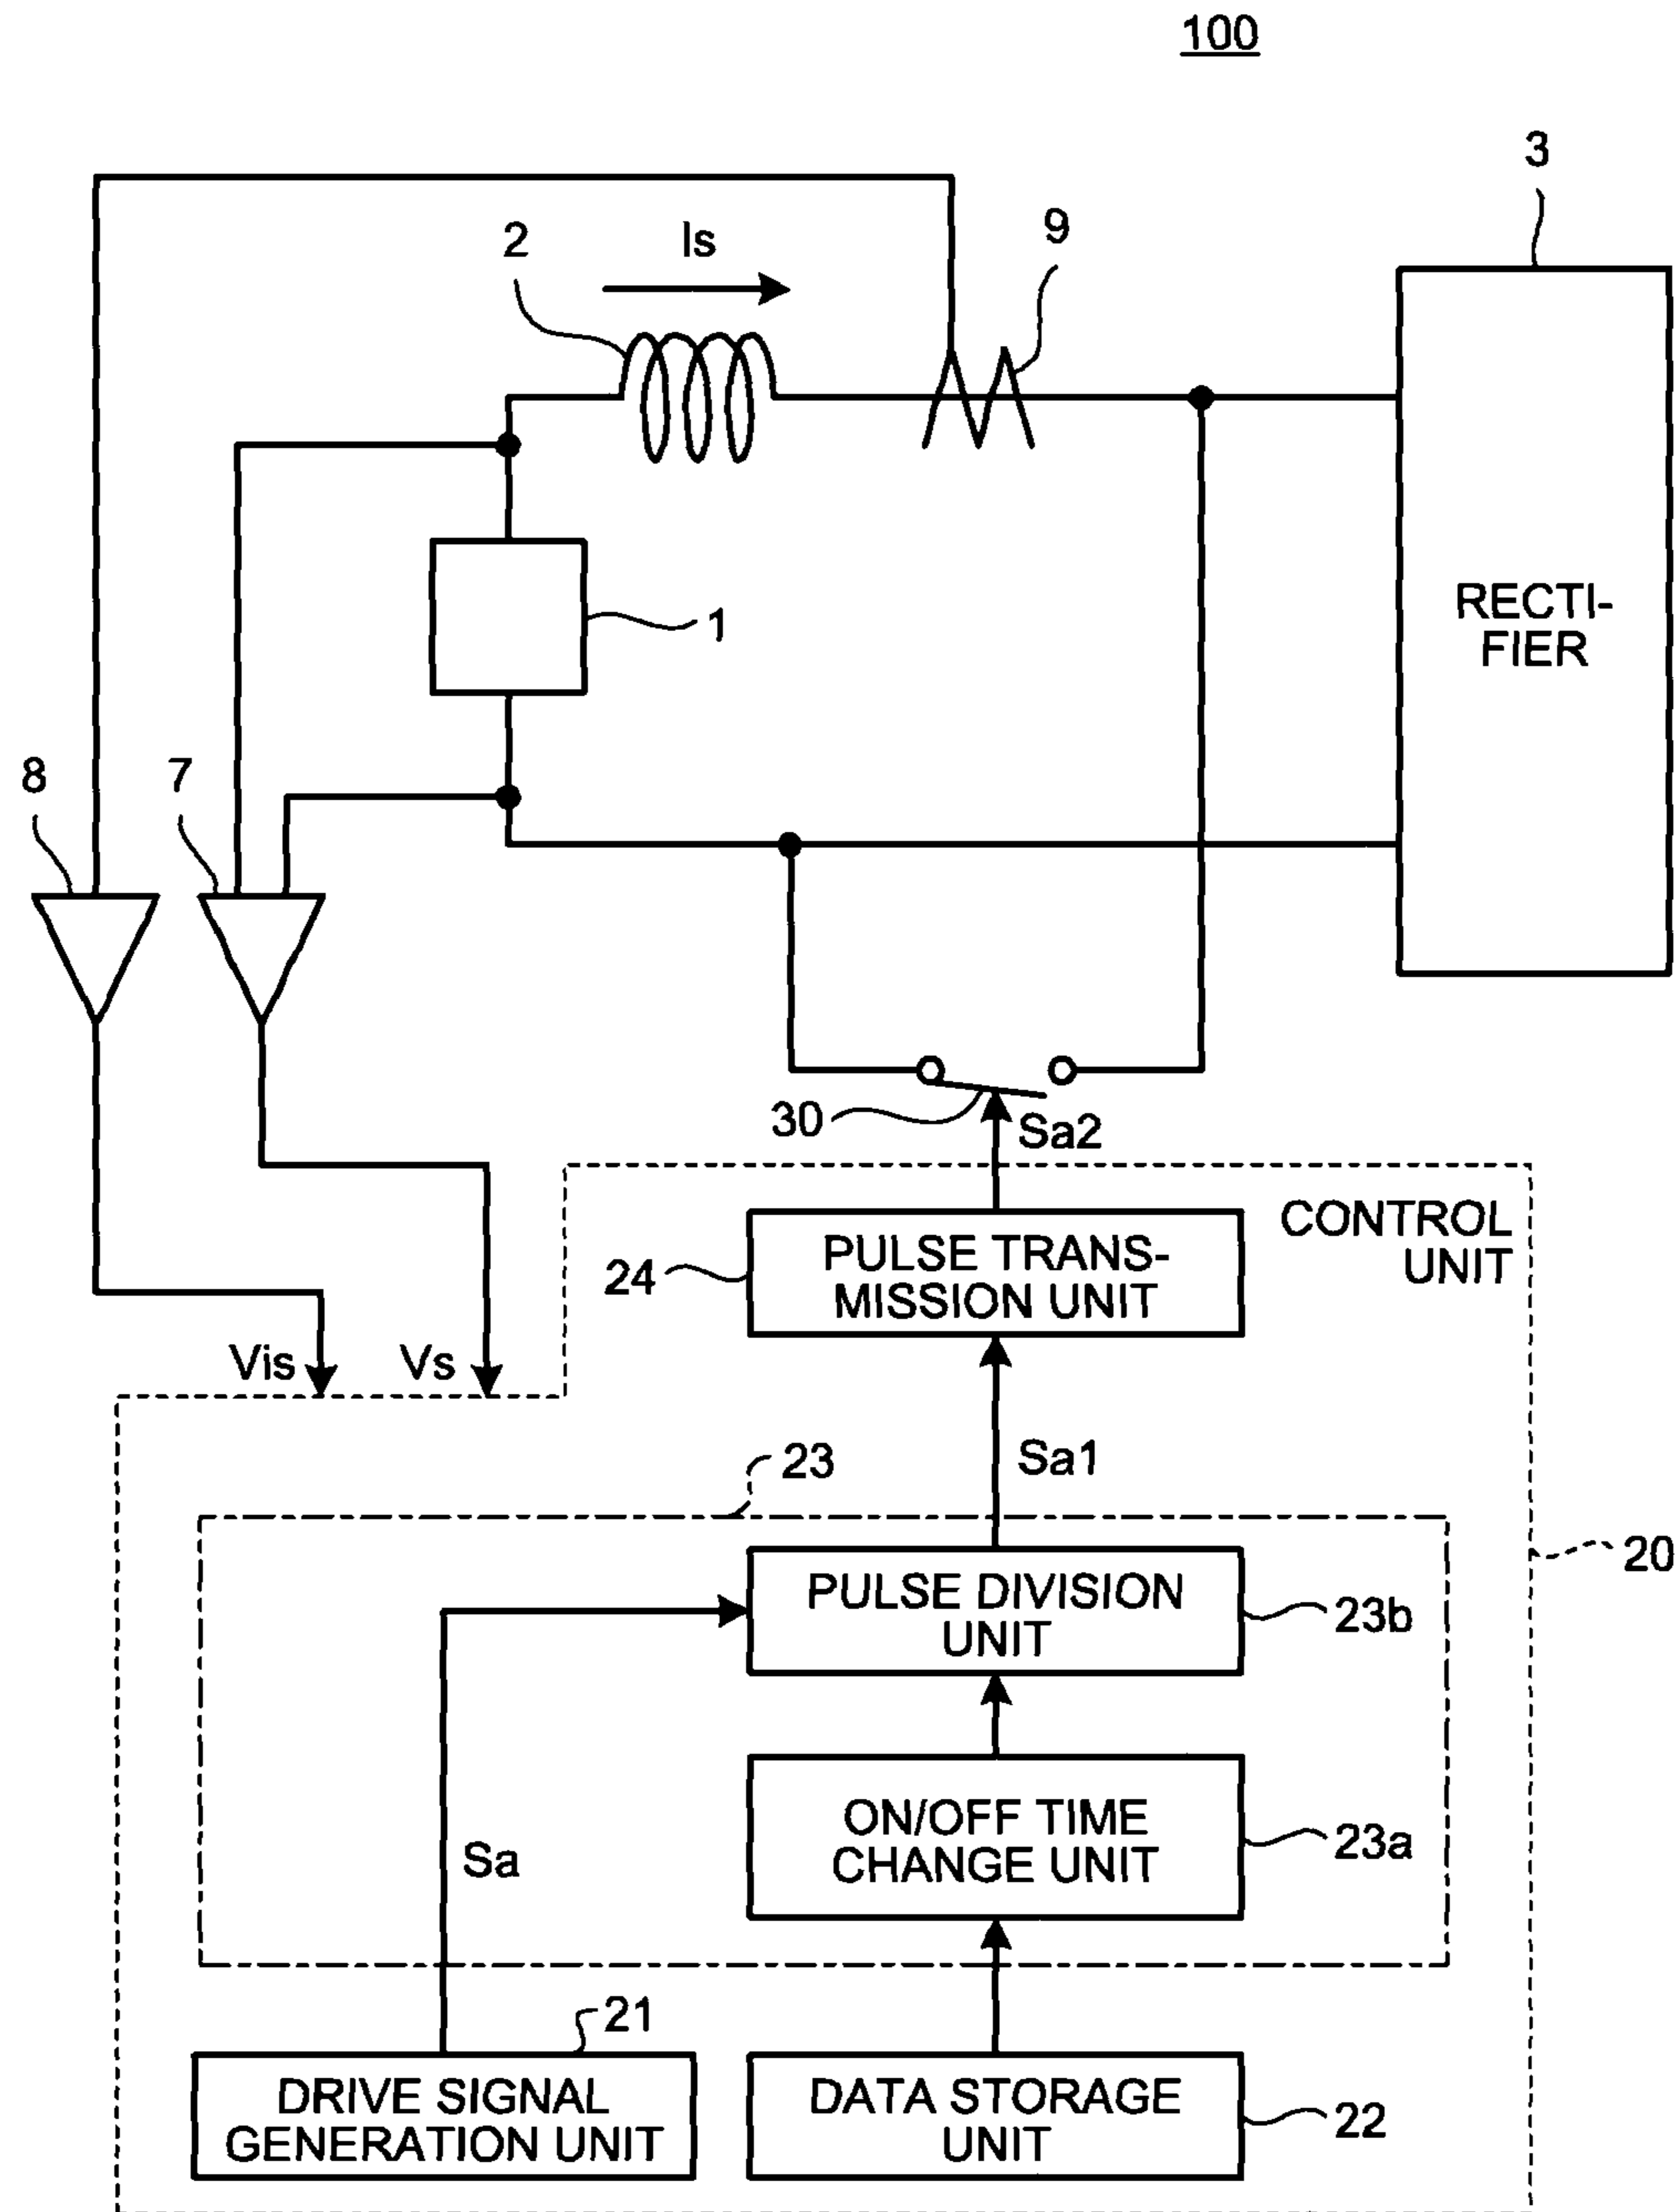 100
3
2
Is
9
RECTI-
FIER
1
8
7
30
Sa2
CONTROL
UNIT
24
PULSE TRANS-
MISSION UNIT
Vis
Vs
23
Sa1
20
PULSE DIVISION
UNIT
23b
ON/OFF TIME
CHANGE UNIT
23a
Sa
21
DRIVE SIGNAL
GENERATION UNIT
DATA STORAGE
UNIT
22